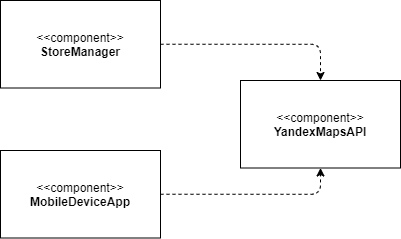 <<component>>
StoreManager
<<component>>
YandexMapsAPI
<<component>>
MobileDeviceApp